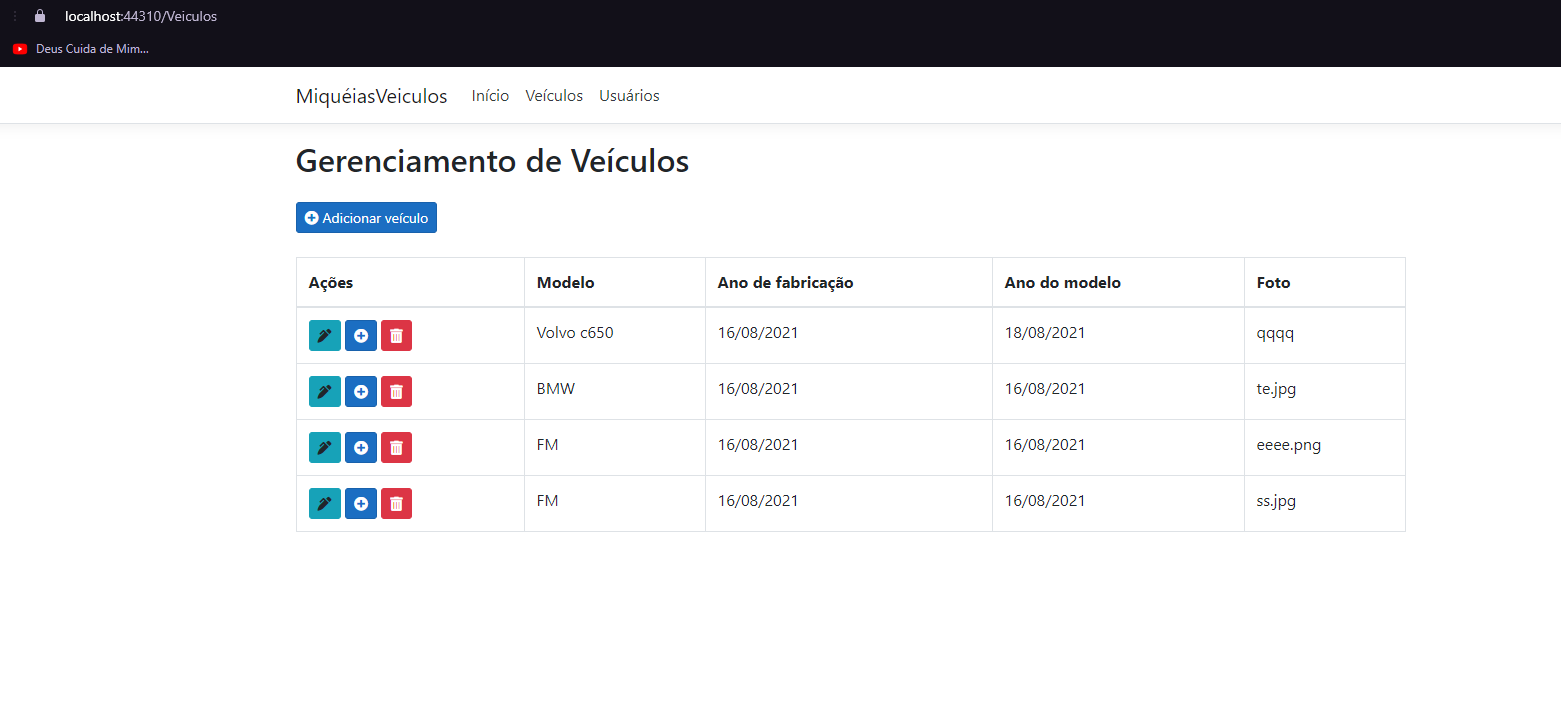 localhost:44310/Veiculos
Deus Cuida de Mim...
MiquéiasVeiculos Início Veículos Usuários
Gerenciamento de Veículos
Adicionar veículo
Ações Modelo Ano de fabricação Ano do modelo Foto
Volvo c650 16/08/2021 18/08/2021 qqqq
BMW 16/08/2021 16/08/2021 te.jpg
FM 16/08/2021 16/08/2021 eeee.png
FM 16/08/2021 16/08/2021 ss.jpg